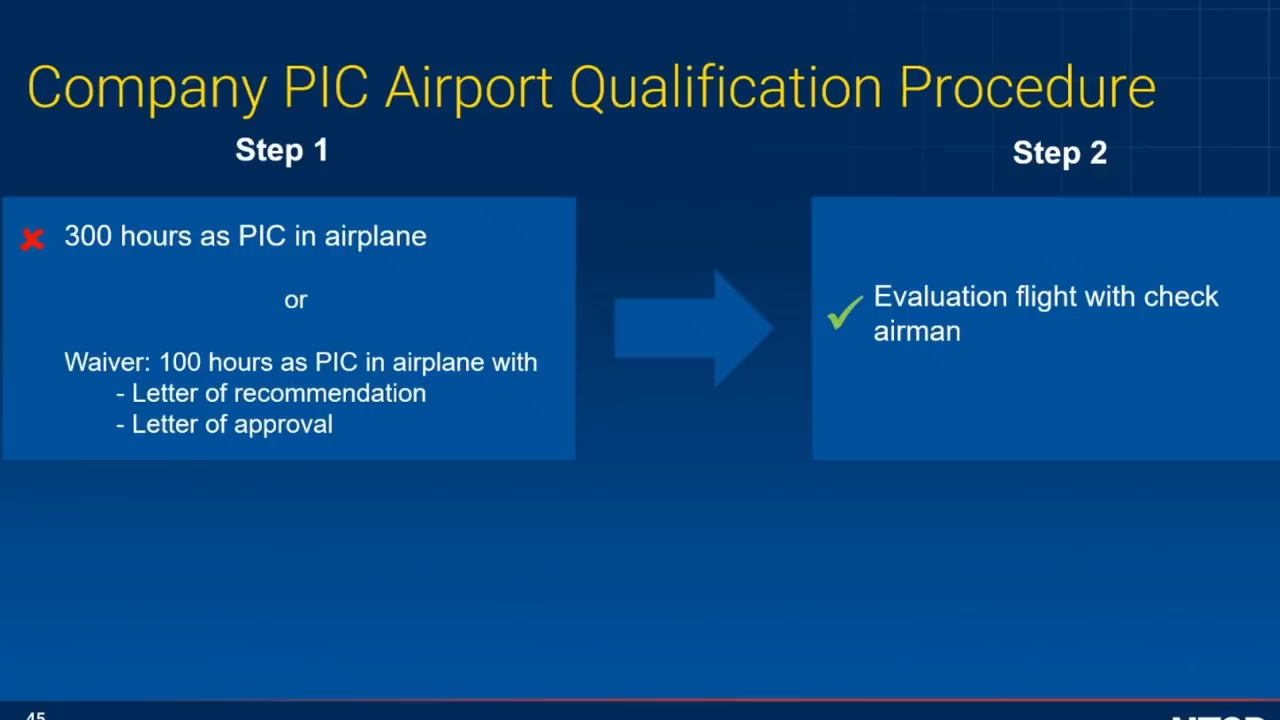 Company PIC Airport Qualification Procedure
Step 1
300 hours as PIC in airplane
or
Waiver: 100 hours as PIC in airplane with
- Letter of recommendation
- Letter of approval
Step 2
Evaluation flight with check
airman
45
NTSB